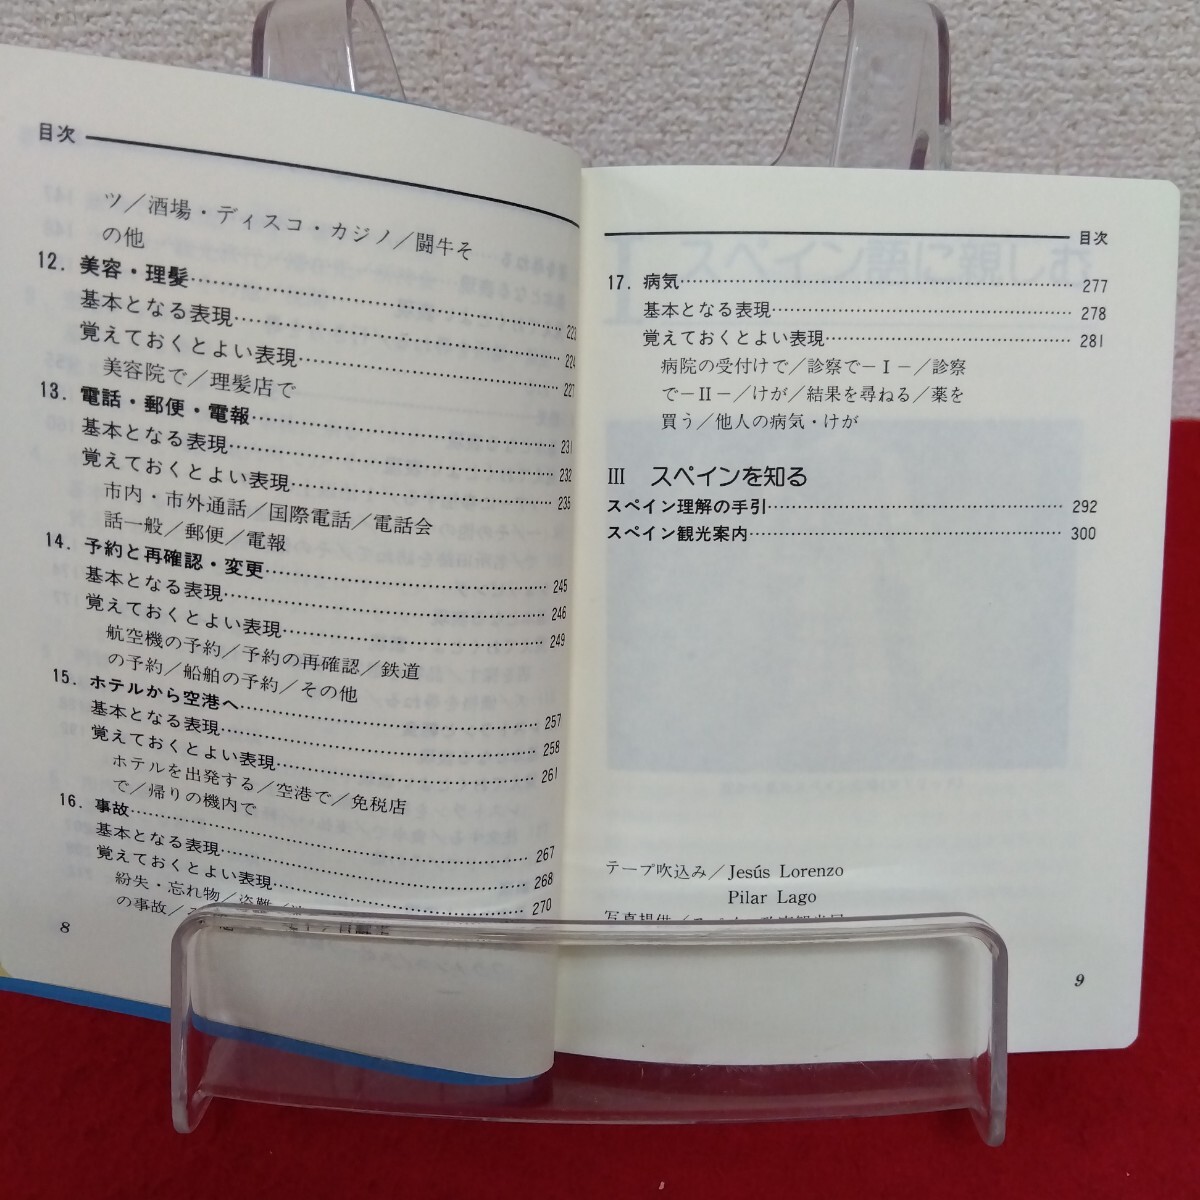 目次
ツ／酒場・ディスコ・カジノ／闘牛そ
の他
12. 美容・理髪 223
基本となる表現 224
覚えておくとよい表現 227
美容院で／理髪店で
13. 電話・郵便・電報 231
基本となる表現 232
覚えておくとよい表現 235
市内・市外通話／国際電話／電話会
話一般／郵便／電報
14. 予約と再確認・変更 245
基本となる表現 246
覚えておくとよい表現 249
航空機の予約／予約の再確認／鉄道
の予約／船舶の予約／その他
15. ホテルから空港へ 257
基本となる表現 258
覚えておくとよい表現 261
ホテルを出発する／空港で／免税店
で／帰りの機内で
16. 事故 267
基本となる表現 268
覚えておくとよい表現 270
紛失・忘れ物／盗難／
の事故／
8
目次
17. 病気 277
基本となる表現 278
覚えておくとよい表現 281
病院の受付けで／診察で－Ⅰ－／診察
で－Ⅱ－／けが／結果を尋ねる／薬を
買う／他人の病気・けが
Ⅲ スペインを知る
スペイン理解の手引 292
スペイン観光案内 300
テープ吹込み／Jesús Lorenzo
Pilar Lago
写真提供／
9